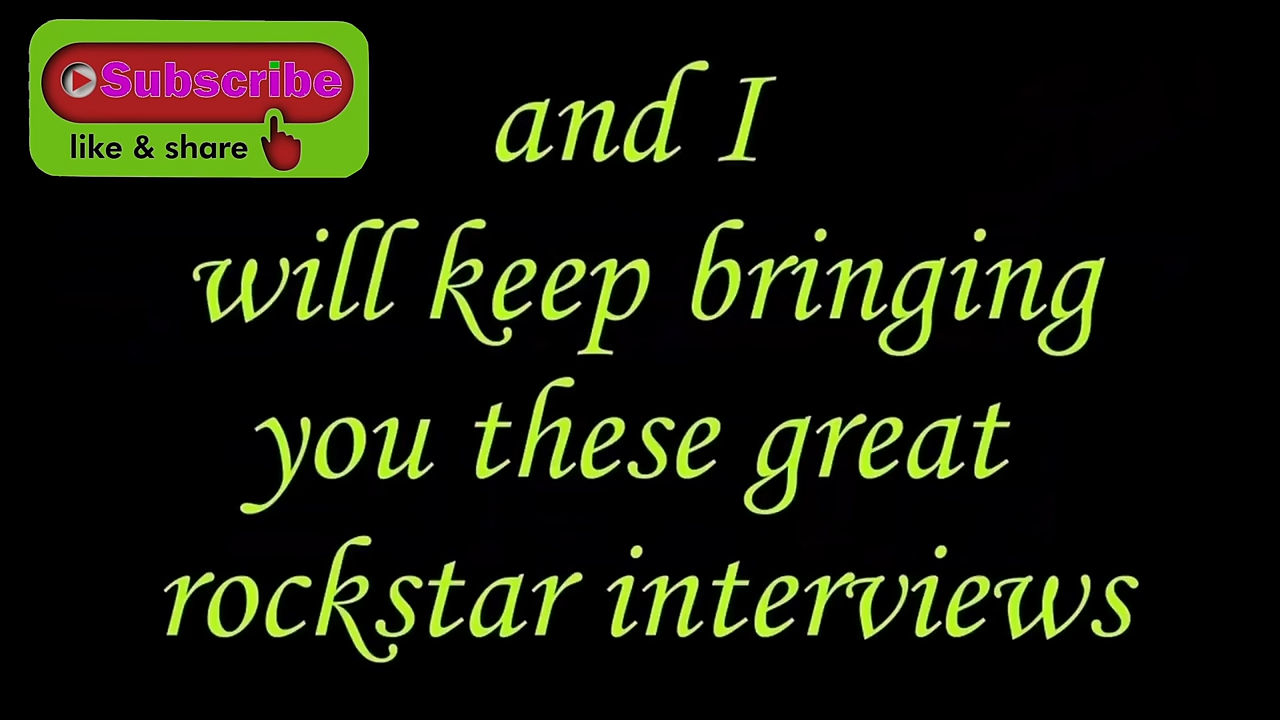 Subscribe
like & share
and I
will keep bringing
you these great
rockstar interviews